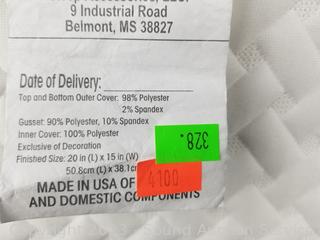 9 Industrial Road
Belmont, MS 38827
Date of Delivery:
Top and Bottom Outer Cover: 98% Polyester
2% Spandex
Gusset: 90% Polyester, 10% Spandex
Inner Cover: 100% Polyester
Exclusive of Decoration
Finished Size: 20 in (L) x 15 in (W)
50.8cm (L) x 38.1c
328.
4100
MADE IN USA OF
AND DOMESTIC COMPONENTS